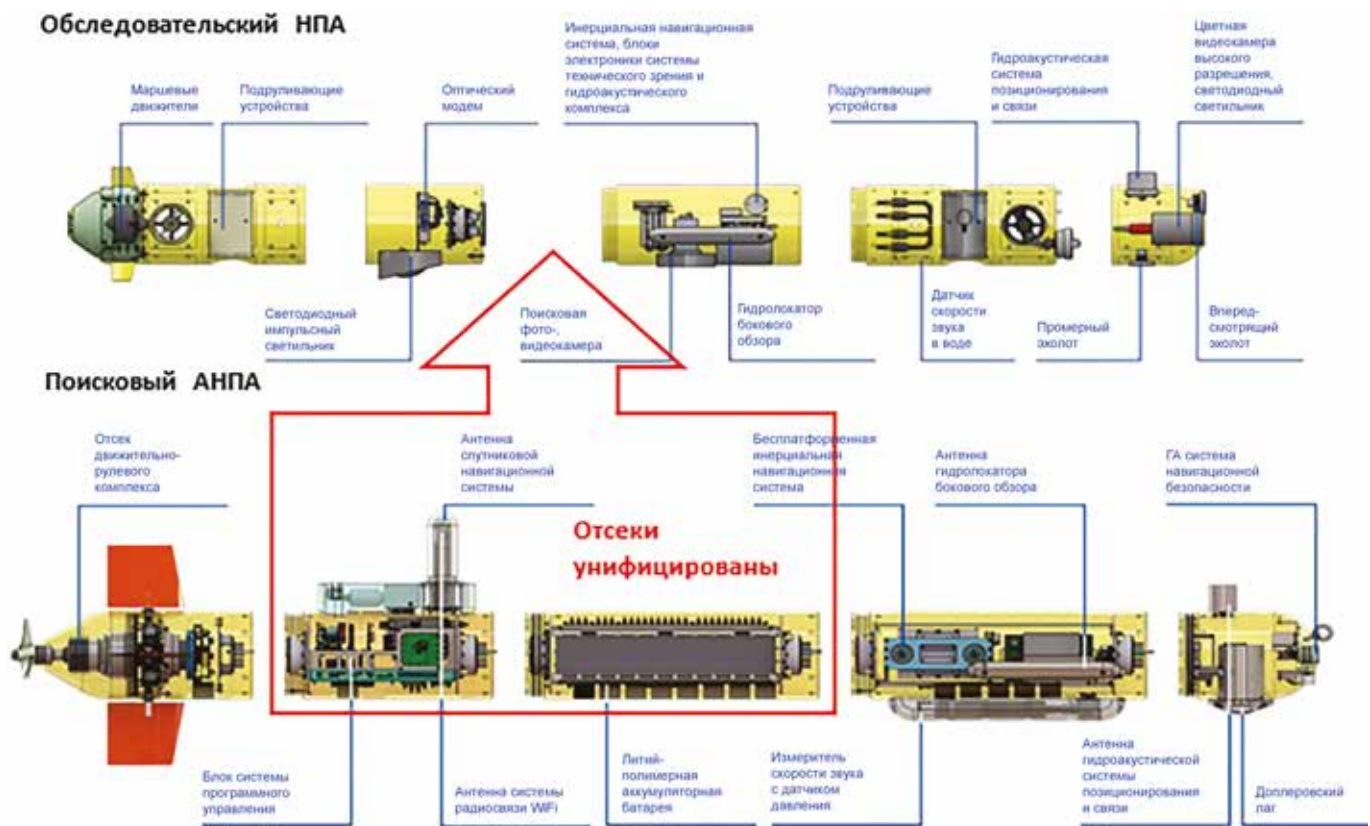 Обследовательский НПА
Маршевые
движители
Подруливающие
устройства
Оптический
модем
Инерциальная навигационная
система, блоки
электроники системы
технического зрения и
гидроакустического
комплекса
Подруливающие
устройства
Гидроакустическая
система
позиционирования
и связи
Цветная
видеокамера
высокого
разрешения,
светодиодный
светильник
Светодиодный
импульсный
светильник
Поисковая
фото-,
видеокамера
Гидролокатор
бокового
обзора
Датчик
скорости
звука
в воде
Промерный
эхолот
Вперед-
смотрящий
эхолот
Поисковый АНПА
Отсек
движительно-
рулевого
комплекса
Антенна
спутниковой
навигационной
системы
Бесплатформенная
инерциальная
навигационная
система
Антенна
гидролокатора
бокового обзора
ГА система
навигационной
безопасности
Отсеки
унифицированы
Блок системы
программного
управления
Антенна системы
радиосвязи WiFi
Литий-
полимерная
аккумуляторная
батарея
Измеритель
скорости звука
с датчиком
давления
Антенна
гидроакустической
системы
позиционирования
и связи
Доплеровский
лаг